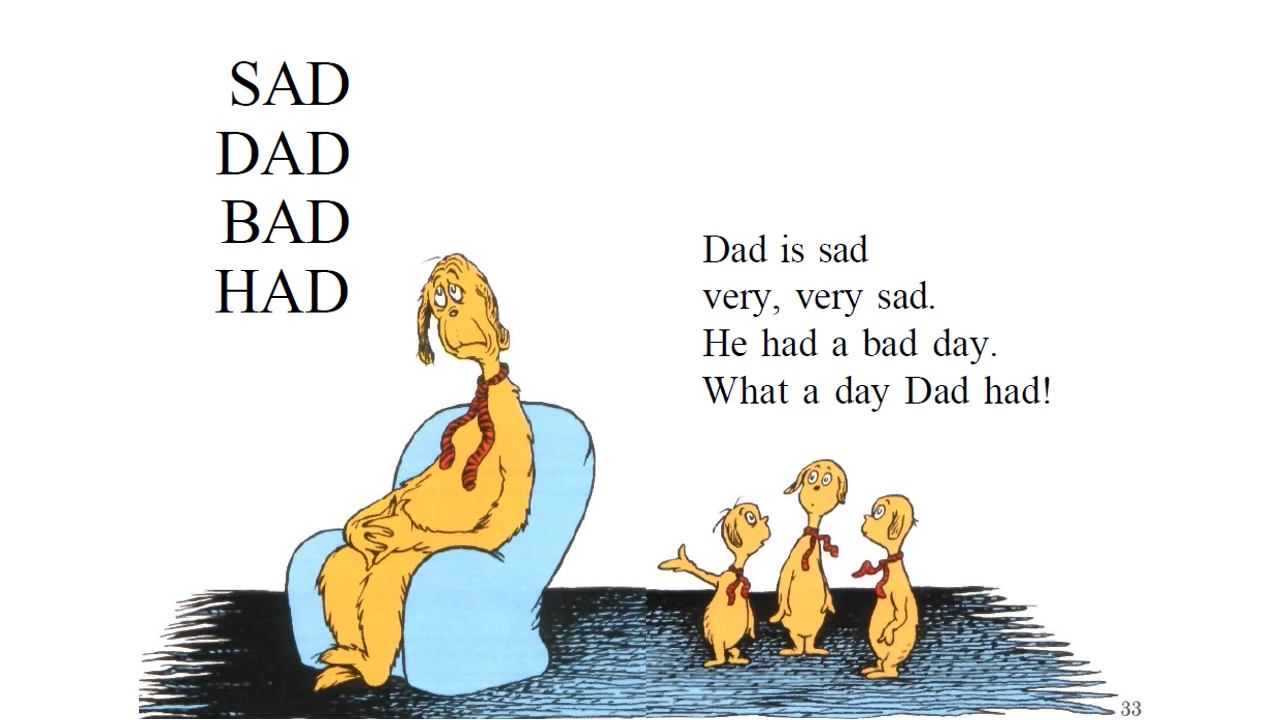 SAD
DAD
BAD
HAD
Dad is sad
very, very sad.
He had a bad day.
What a day Dad had!
33